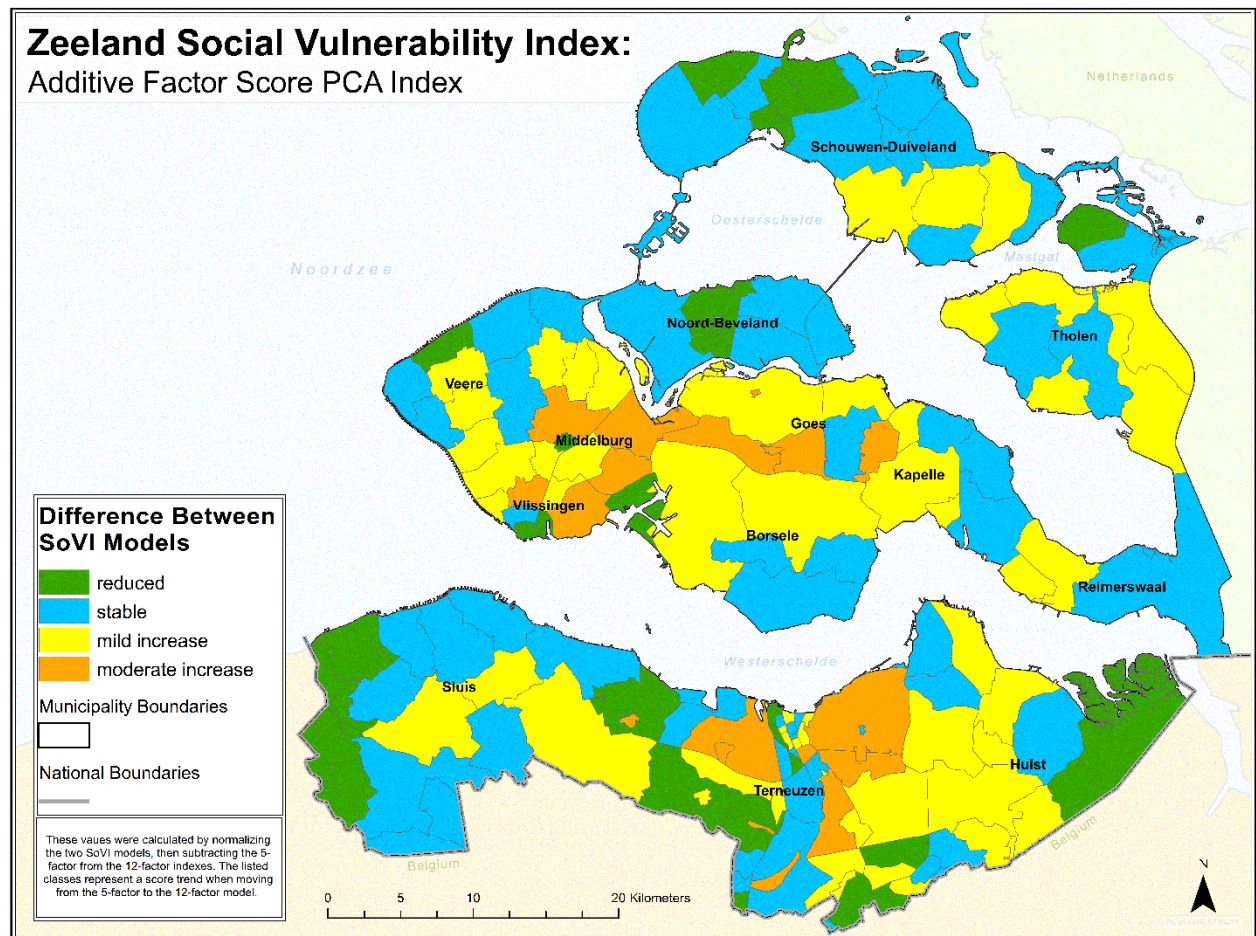 Zeeland Social Vulnerability Index:
Additive Factor Score PCA Index
Netherlands
Schouwen-Duiveland
Oosterschelde
Noordzee
Mastgat
Noord-Beveland
Tholen
Veere
Goes
Middelburg
Kapelle
Vlissingen
Borsele
Reimerswaal
Westerschelde
Sluis
Hulst
Terneuzen
Belgium
Belgium
Difference Between
SoVI Models
reduced
stable
mild increase
moderate increase
Municipality Boundaries
National Boundaries
These vaues were calculated by normalizing
the two SoVI models, then subtracting the 5-
factor from the 12-factor indexes. The listed
classes represent a score trend when moving
from the 5-factor to the 12-factor model.
0 5 10 20 Kilometers
N